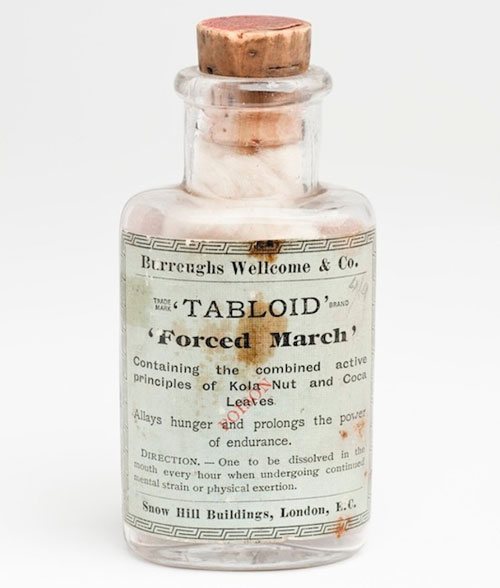 Burroughs Wellcome & Co.
TRADE MARK 'TABLOID' BRAND
'Forced March'
Containing the combined active
principles of Kola Nut and Coca
Leaves
POISON
Allays hunger and prolongs the power
of endurance.
DIRECTION. — One to be dissolved in the
mouth every hour when undergoing continued
mental strain or physical exertion.
Snow Hill Buildings, London, E.C.